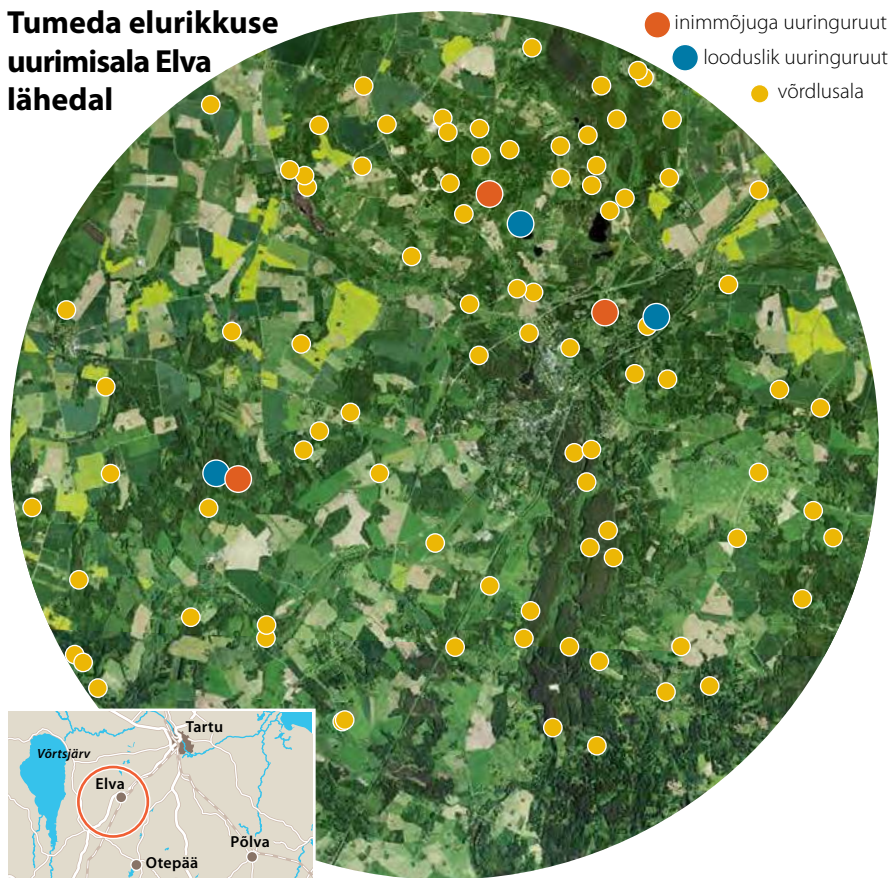 Tumeda elurikkuse
uurimisala Elva
lähedal
inimmõjuga uuringuruut
looduslik uuringuruut
võrdlusala
Tartu
Võrtsjärv
Elva
Põlva
Otepää